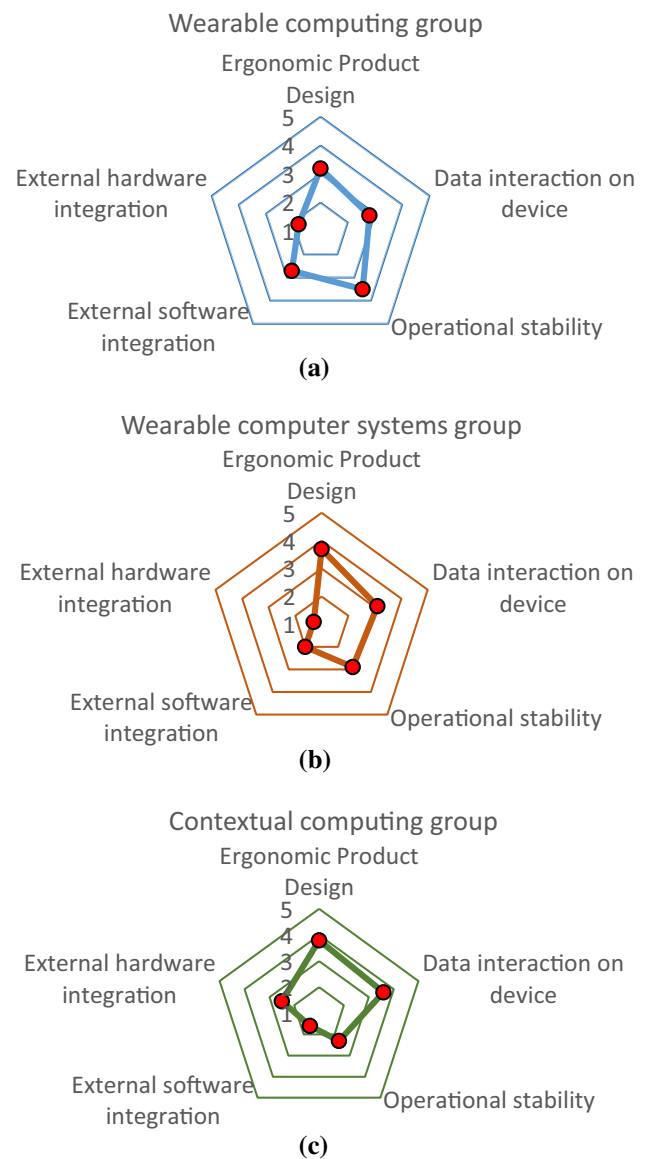 Wearable computing group
Ergonomic Product
Design
5
4
3
2
1
External hardware
integration
Data interaction on
device
External software
integration
Operational stability
(a)
Wearable computer systems group
Ergonomic Product
Design
5
4
3
2
1
External hardware
integration
Data interaction on
device
External software
integration
Operational stability
(b)
Contextual computing group
Ergonomic Product
Design
5
4
3
2
1
External hardware
integration
Data interaction on
device
External software
integration
Operational stability
(c)